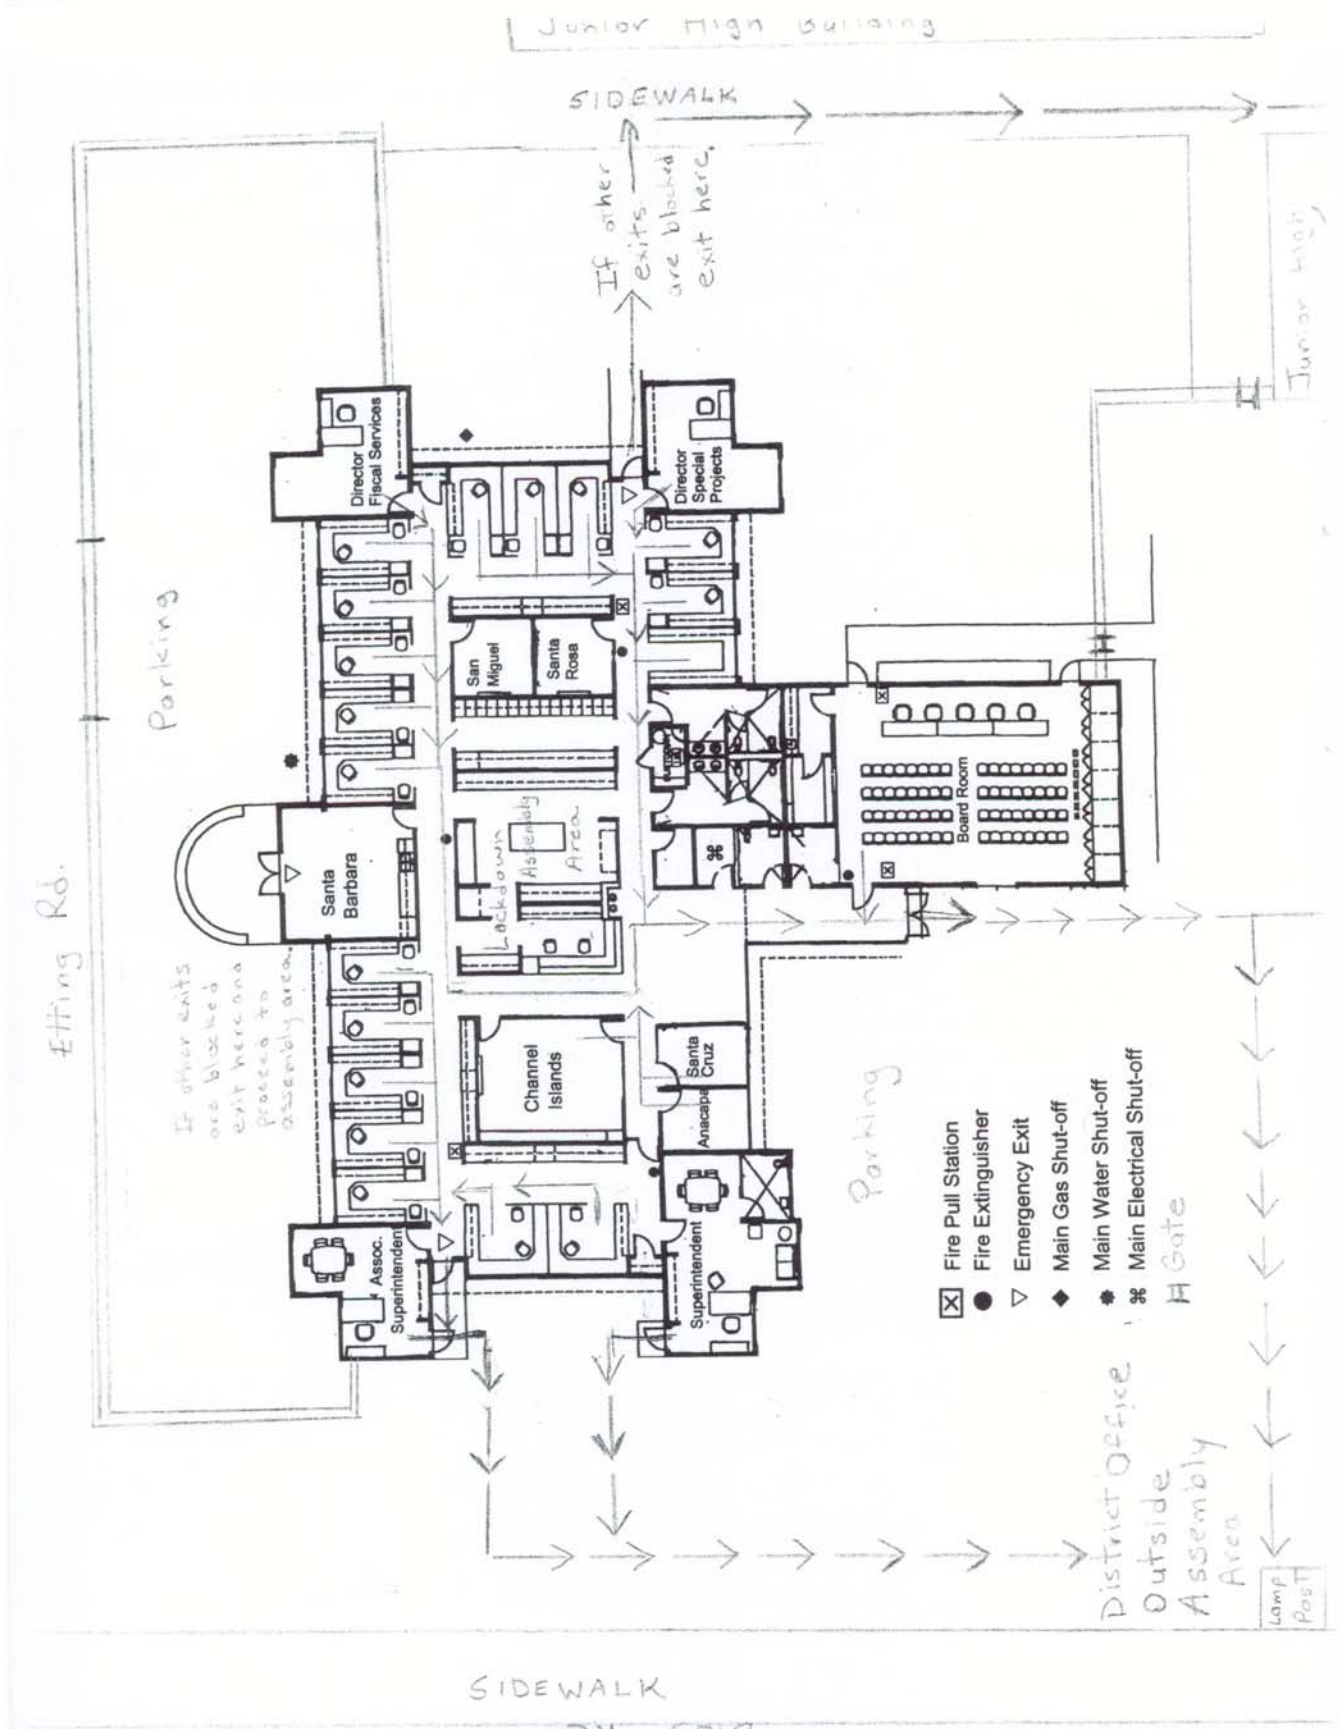 Junior High Building
SIDEWALK
If other
exits
are blocked
exit here.
Junior High
Etting Rd.
Parking
If other exits
are blocked
exit here and
proceed to
assembly area.
Director
Fiscal Services
Director
Special
Projects
San
Miguel
Santa
Rosa
Santa
Barbara
Lockdown
Assembly
Area
Board Room
Channel
Islands
Santa
Cruz
Anacapa
Assoc.
Superintendent
Superintendent
Parking
Fire Pull Station
Fire Extinguisher
Emergency Exit
Main Gas Shut-off
Main Water Shut-off
Main Electrical Shut-off
Gate
District Office
Outside
Assembly
Area
Lamp
Post
SIDEWALK